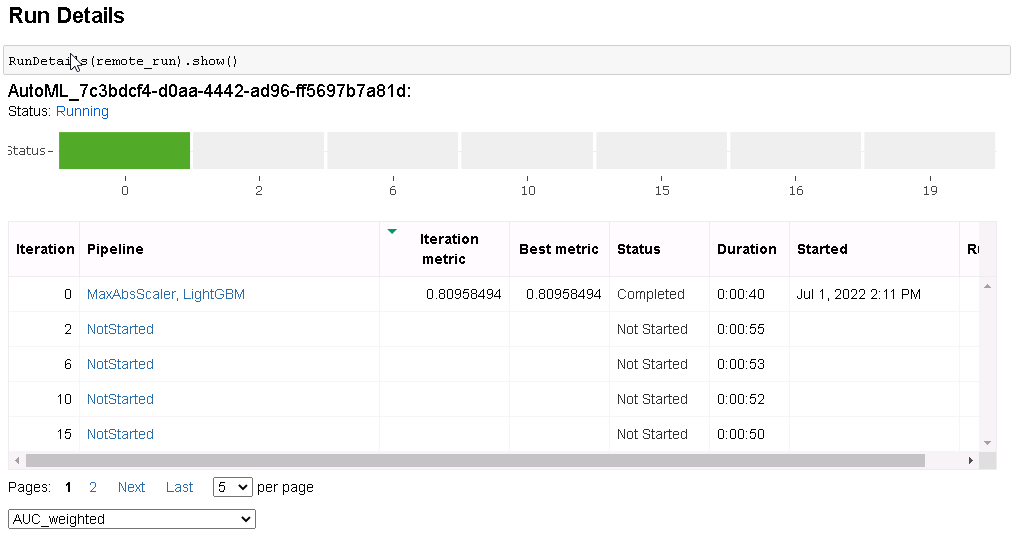 Run Details
RunDetails(remote_run).show()
AutoML_7c3bdcf4-d0aa-4442-ad96-ff5697b7a81d:
Status: Running
Status
0 2 6 10 15 16 19
Iteration Pipeline Iteration metric Best metric Status Duration Started
0 MaxAbsScaler, LightGBM 0.80958494 0.80958494 Completed 0:00:40 Jul 1, 2022 2:11 PM
2 NotStarted Not Started 0:00:55
6 NotStarted Not Started 0:00:53
10 NotStarted Not Started 0:00:52
15 NotStarted Not Started 0:00:50
Pages: 1 2 Next Last 5 per page
AUC_weighted